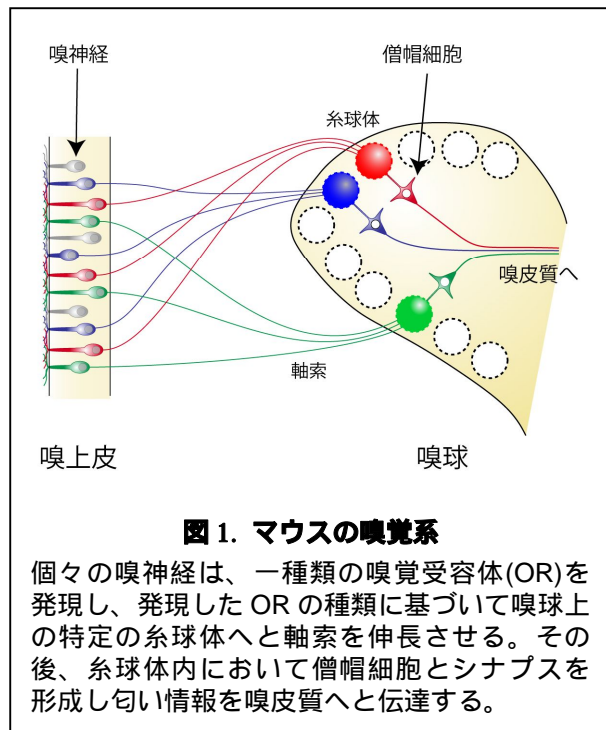 嗅神経
僧帽細胞
糸球体
嗅皮質へ
軸索
嗅上皮
嗅球
図 1. マウスの嗅覚系
個々の嗅神経は、一種類の嗅覚受容体(OR)を
発現し、発現した OR の種類に基づいて嗅球上
の特定の糸球体へと軸索を伸長させる。その
後、糸球体内において僧帽細胞とシナプスを
形成し匂い情報を嗅皮質へと伝達する。